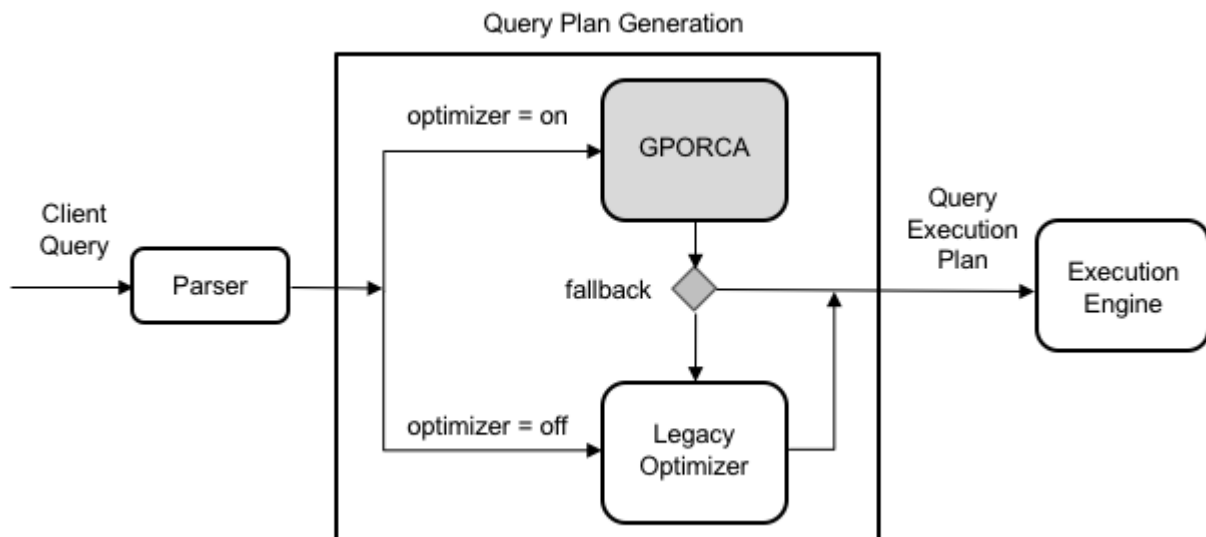 Query Plan Generation
optimizer = on
GPORCA
Client
Query
Parser
fallback
Query
Execution
Plan
Execution
Engine
optimizer = off
Legacy
Optimizer